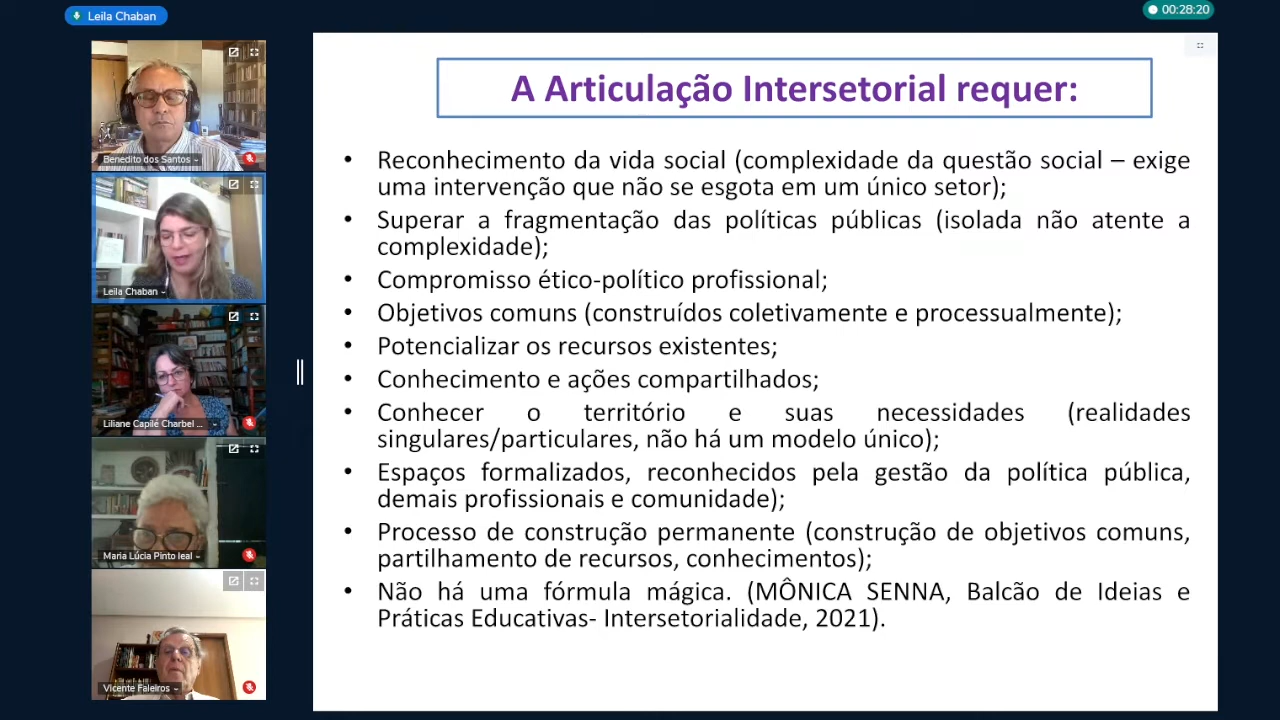 Leila Chaban
00:28:20
Benedito dos Santos
Leila Chaban
Liliane Capilé Charbel ...
Maria Lúcia Pinto leal
Vicente Faleiros
A Articulação Intersetorial requer:
• Reconhecimento da vida social (complexidade da questão social – exige
uma intervenção que não se esgota em um único setor);
• Superar a fragmentação das políticas públicas (isolada não atente a
complexidade);
• Compromisso ético-político profissional;
• Objetivos comuns (construídos coletivamente e processualmente);
• Potencializar os recursos existentes;
• Conhecimento e ações compartilhados;
• Conhecer o território e suas necessidades (realidades
singulares/particulares, não há um modelo único);
• Espaços formalizados, reconhecidos pela gestão da política pública,
demais profissionais e comunidade);
• Processo de construção permanente (construção de objetivos comuns,
partilhamento de recursos, conhecimentos);
• Não há uma fórmula mágica. (MÔNICA SENNA, Balcão de Ideias e
Práticas Educativas- Intersetorialidade, 2021).